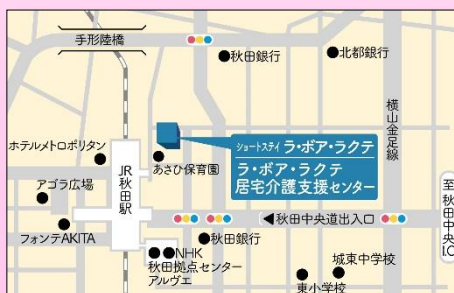 手形陸橋
秋田銀行
北都銀行
横山金足線
ショートステイ ラ・ボア・ラクテ
ラ・ボア・ラクテ
居宅介護支援センター
ホテルメトロポリタン
あさひ保育園
JR秋田駅
アゴラ広場
フォンテAKITA
至 秋田中央I.C
◀秋田中央道出入口
秋田銀行
NHK
秋田拠点センター
アルヴェ
城東中学校
東小学校